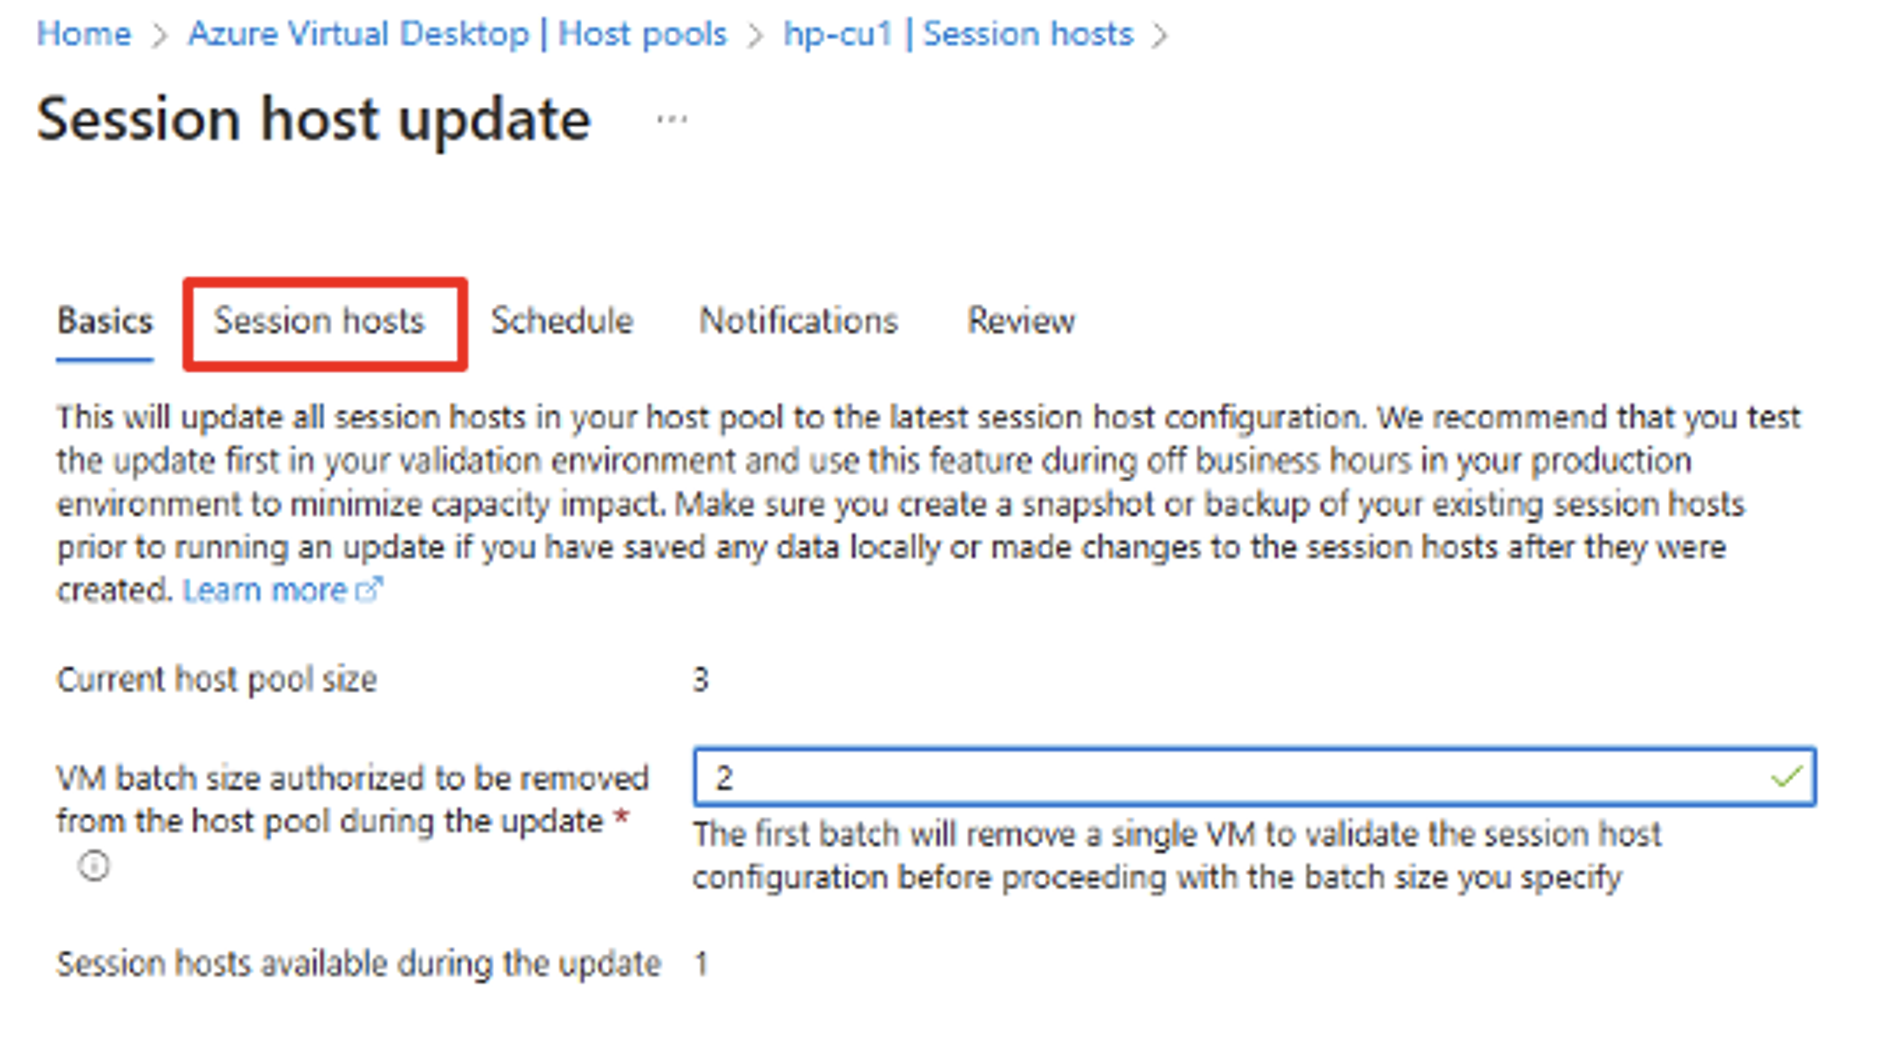 Home > Azure Virtual Desktop | Host pools > hp-cu1 | Session hosts >
Session host update ...
Basics Session hosts Schedule Notifications Review
This will update all session hosts in your host pool to the latest session host configuration. We recommend that you test
the update first in your validation environment and use this feature during off business hours in your production
environment to minimize capacity impact. Make sure you create a snapshot or backup of your existing session hosts
prior to running an update if you have saved any data locally or made changes to the session hosts after they were
created. Learn more
Current host pool size 3
VM batch size authorized to be removed
from the host pool during the update *
2
The first batch will remove a single VM to validate the session host
configuration before proceeding with the batch size you specify
Session hosts available during the update 1